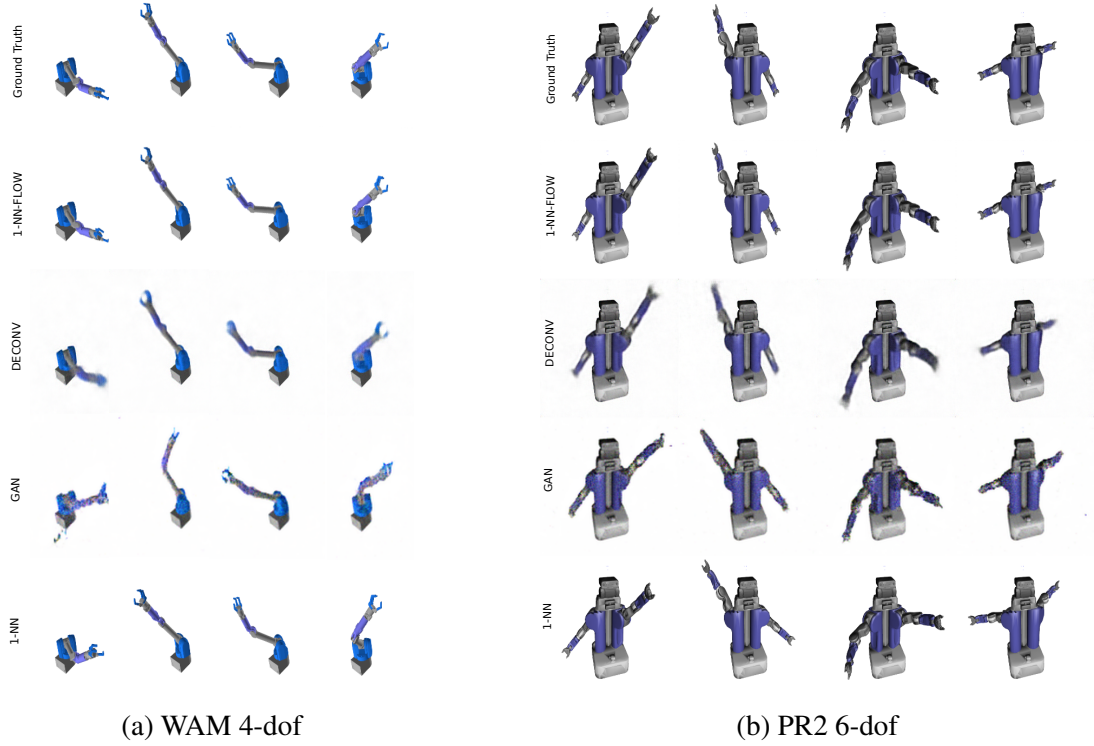 Ground Truth
1-NN-FLOW
DECONV
GAN
1-NN
(a) WAM 4-dof
Ground Truth
1-NN-FLOW
DECONV
GAN
1-NN
(b) PR2 6-dof